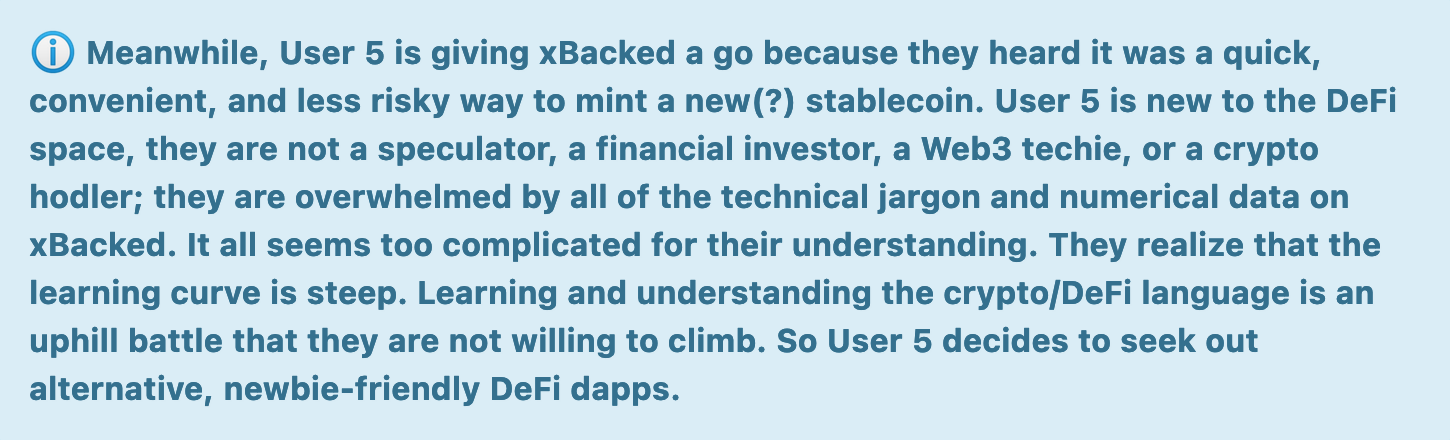 Meanwhile, User 5 is giving xBacked a go because they heard it was a quick,
convenient, and less risky way to mint a new(?) stablecoin. User 5 is new to the DeFi
space, they are not a speculator, a financial investor, a Web3 techie, or a crypto
hodler; they are overwhelmed by all of the technical jargon and numerical data on
xBacked. It all seems too complicated for their understanding. They realize that the
learning curve is steep. Learning and understanding the crypto/DeFi language is an
uphill battle that they are not willing to climb. So User 5 decides to seek out
alternative, newbie-friendly DeFi dapps.